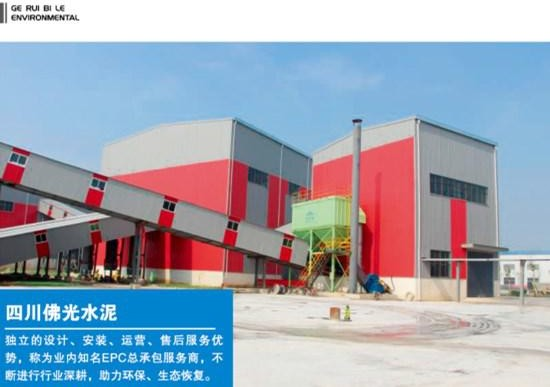 GE RUI BI LE
ENVIRONMENTAL
四川佛光水泥
独立的设计、安装、运营、售后服务优
势，称为业内知名EPC总承包服务商，不
断进行行业深耕，助力环保、生态恢复。